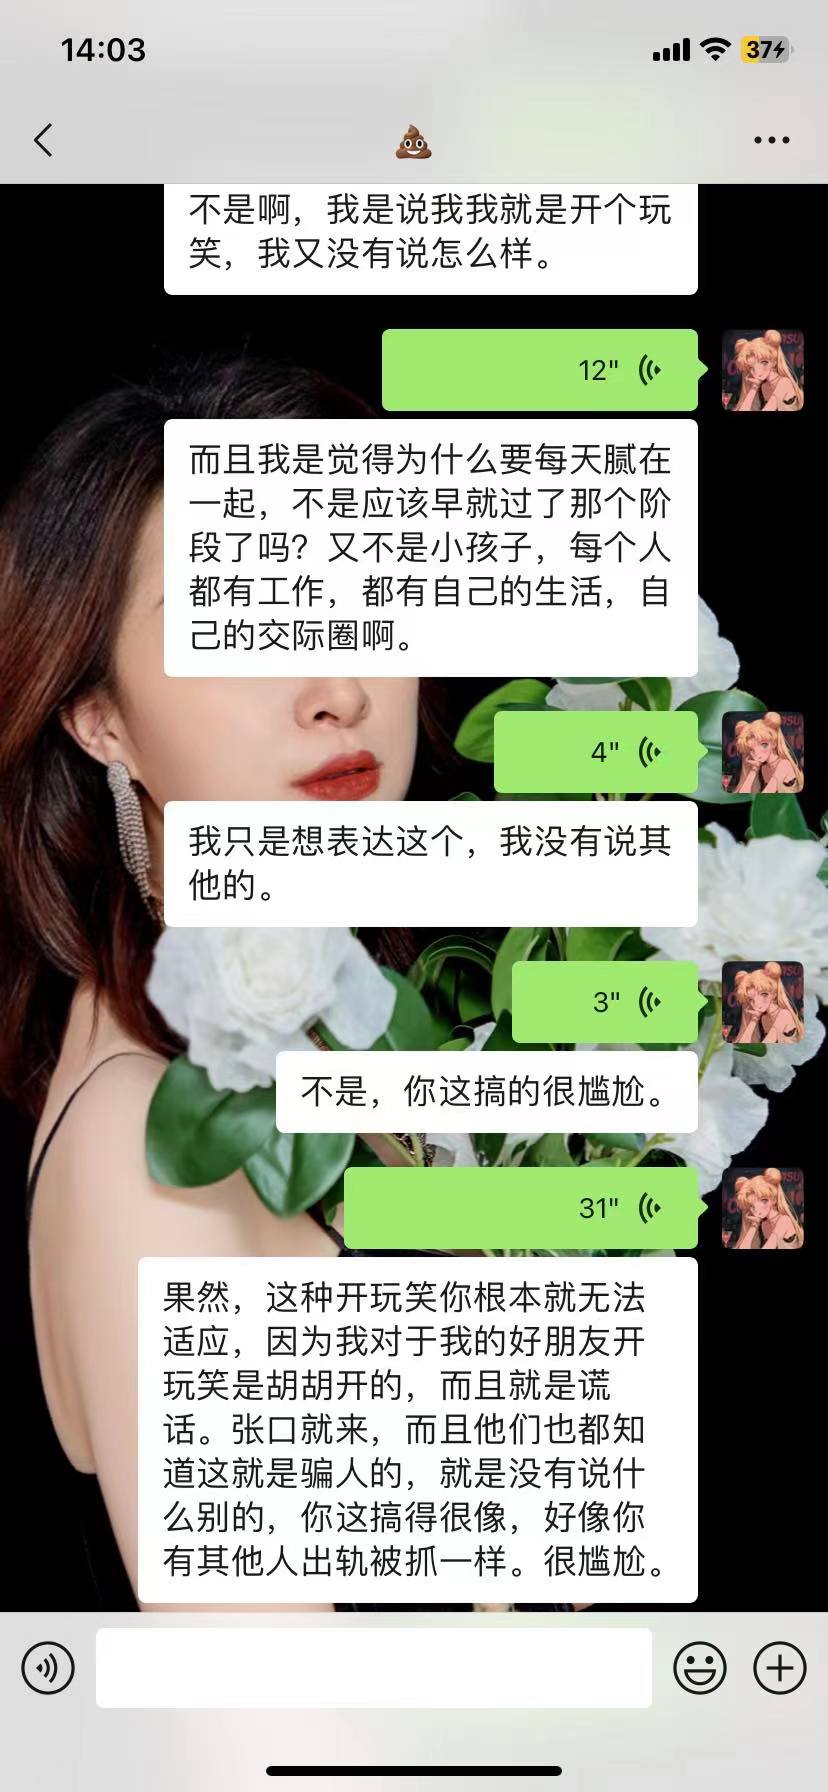 14:03
37
不是啊，我是说我我就是开个玩
笑，我又没有说怎么样。
12"
而且我是觉得为什么要每天腻在
一起，不是应该早就过了那个阶
段了吗？又不是小孩子，每个人
都有工作，都有自己的生活，自
己的交际圈啊。
4"
我只是想表达这个，我没有说其
他的。
3"
不是，你这搞的很尴尬。
31"
果然，这种开玩笑你根本就无法
适应，因为我对于我的好朋友开
玩笑是胡胡开的，而且就是谎
话。张口就来，而且他们也都知
道这就是骗人的，就是没有说什
么别的，你这搞得很像，好像你
有其他人出轨被抓一样。很尴尬。